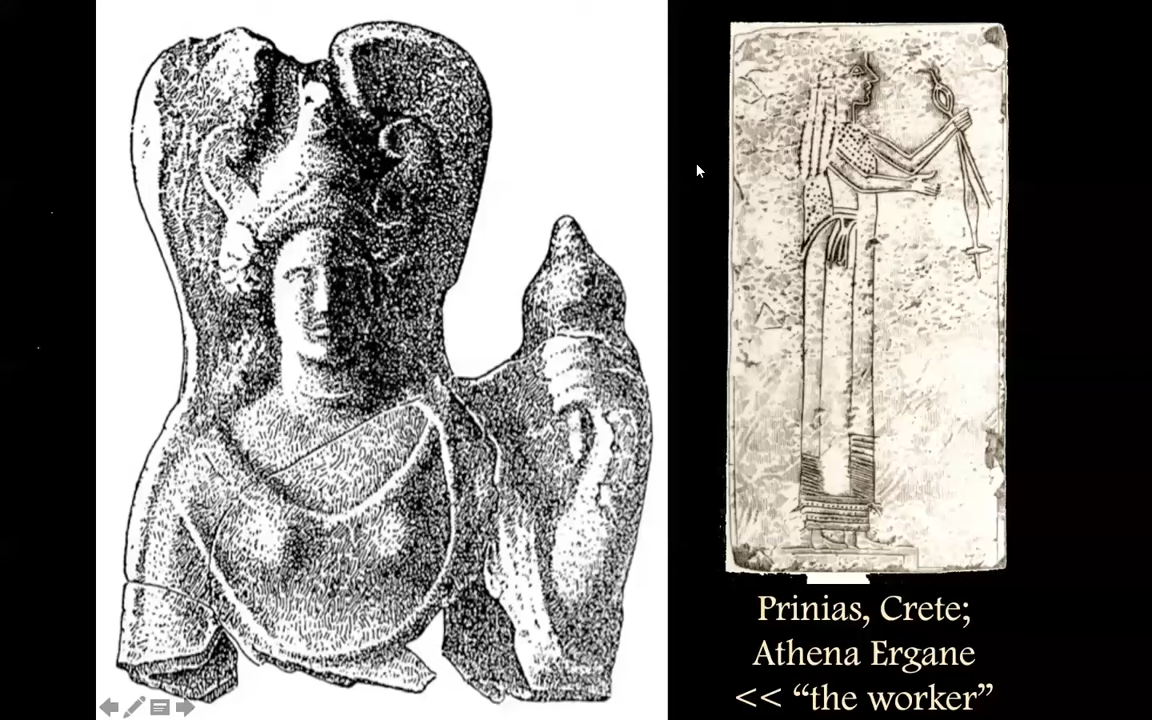 Prinias, Crete;
Athena Ergane
<< “the worker”